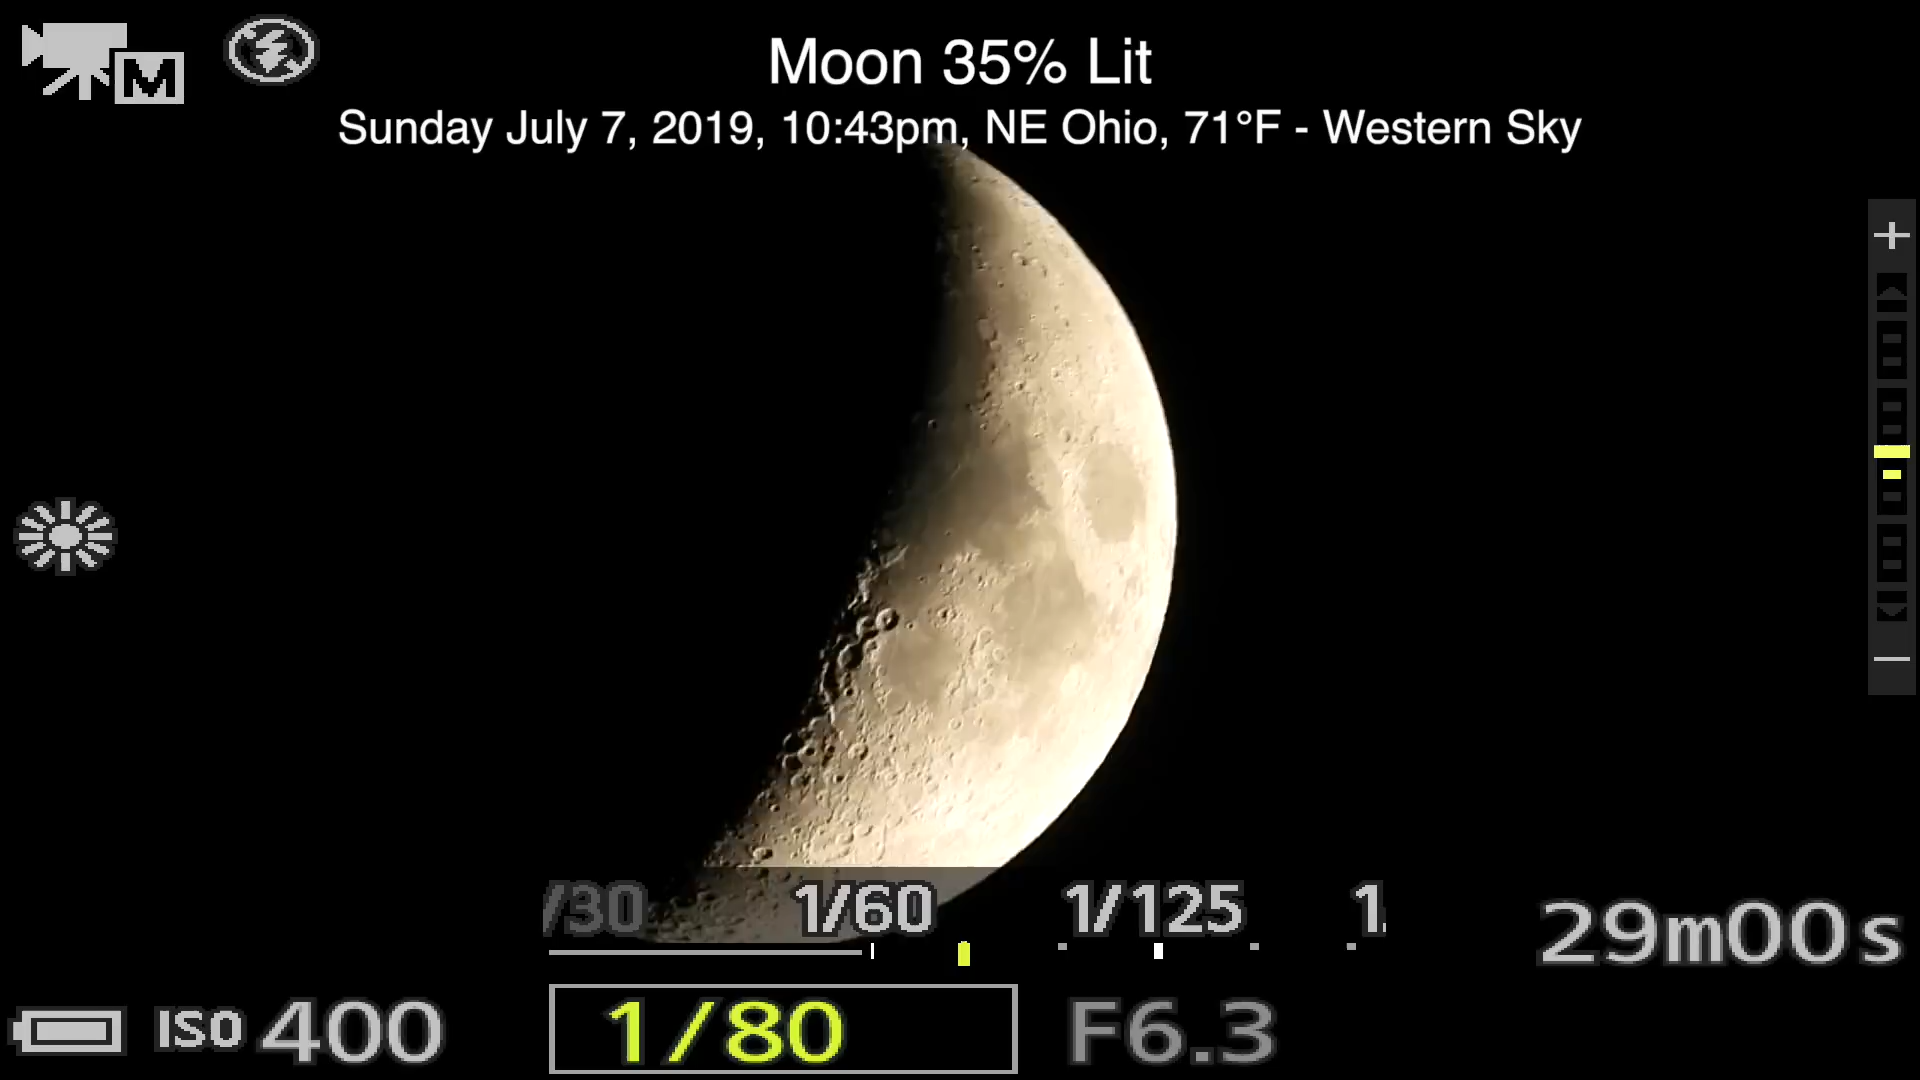 M
Moon 35% Lit
Sunday July 7, 2019, 10:43pm, NE Ohio, 71°F - Western Sky
/30 1/60 1/125 1
29m00s
ISO 400 1/80 F6.3